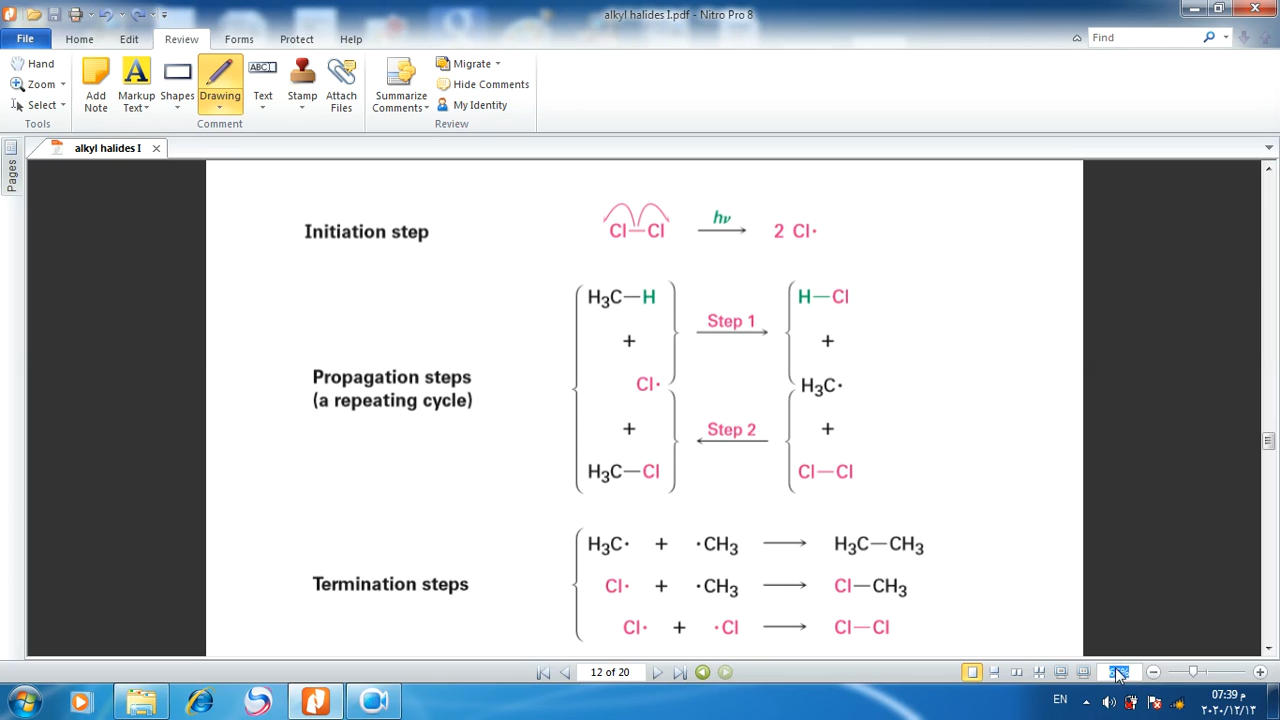 alkyl halides I.pdf - Nitro Pro 8
File Home Edit Review Forms Protect Help
Find
Hand
Zoom
Select
Tools
Add Note
Markup Text
Shapes
Drawing
Text
Stamp
Attach Files
Comment
Summarize Comments
Migrate
Hide Comments
My Identity
Review
alkyl halides I
Pages
Initiation step
Cl—Cl hν 2 Cl·
Propagation steps
(a repeating cycle)
H₃C—H Step 1 H—Cl
+ +
Cl· H₃C·
+ Step 2 +
H₃C—Cl Cl—Cl
Termination steps
H₃C· + ·CH₃ ⟶ H₃C—CH₃
Cl· + ·CH₃ ⟶ Cl—CH₃
Cl· + ·Cl ⟶ Cl—Cl
12 of 20
EN
07:39 م
٢٠٢٠/١٢/١٣